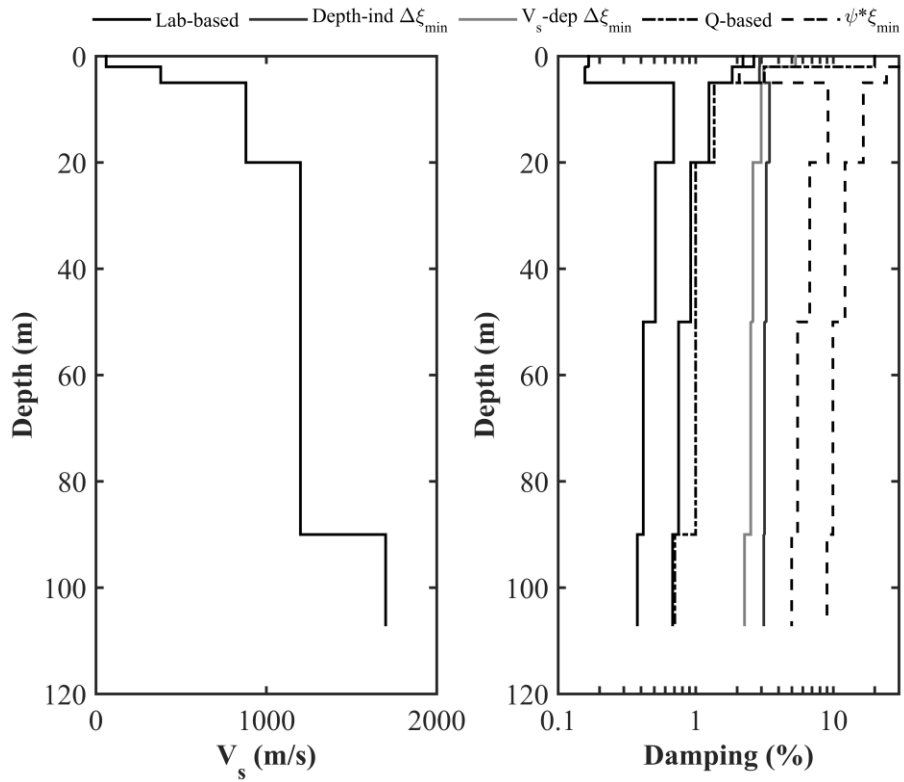 Lab-based Depth-ind Δξmin Vs-dep Δξmin Q-based ψ*ξmin
0
20
40
60
80
100
120
Depth (m)
0 1000 2000
Vs (m/s)
0
20
40
60
80
100
120
Depth (m)
0.1 1 10
Damping (%)